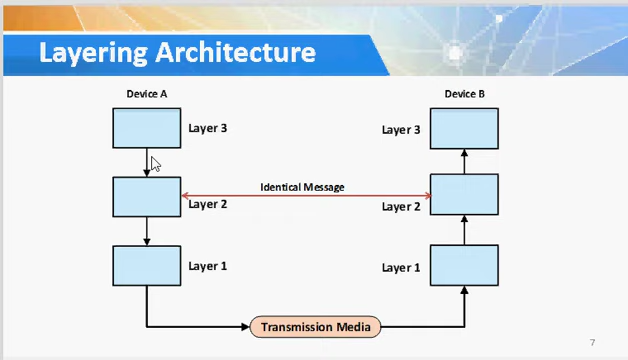 Layering Architecture
Device A
Device B
Layer 3
Layer 3
Identical Message
Layer 2
Layer 2
Layer 1
Layer 1
Transmission Media
7